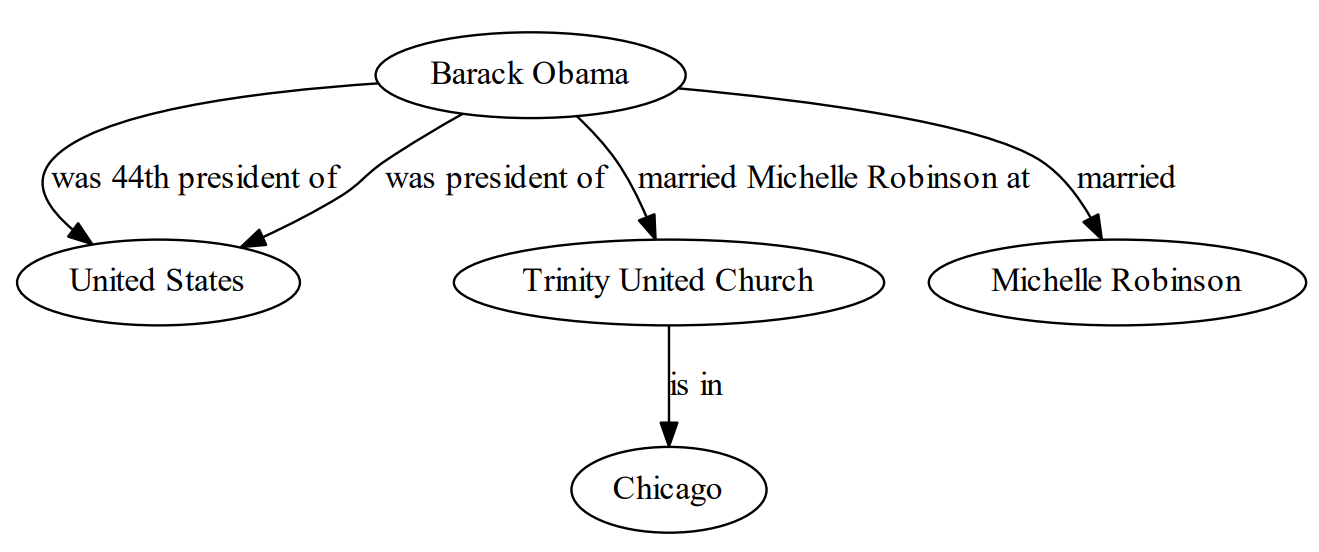 Barack Obama
was 44th president of
was president of
married Michelle Robinson at
married
United States
Trinity United Church
Michelle Robinson
is in
Chicago